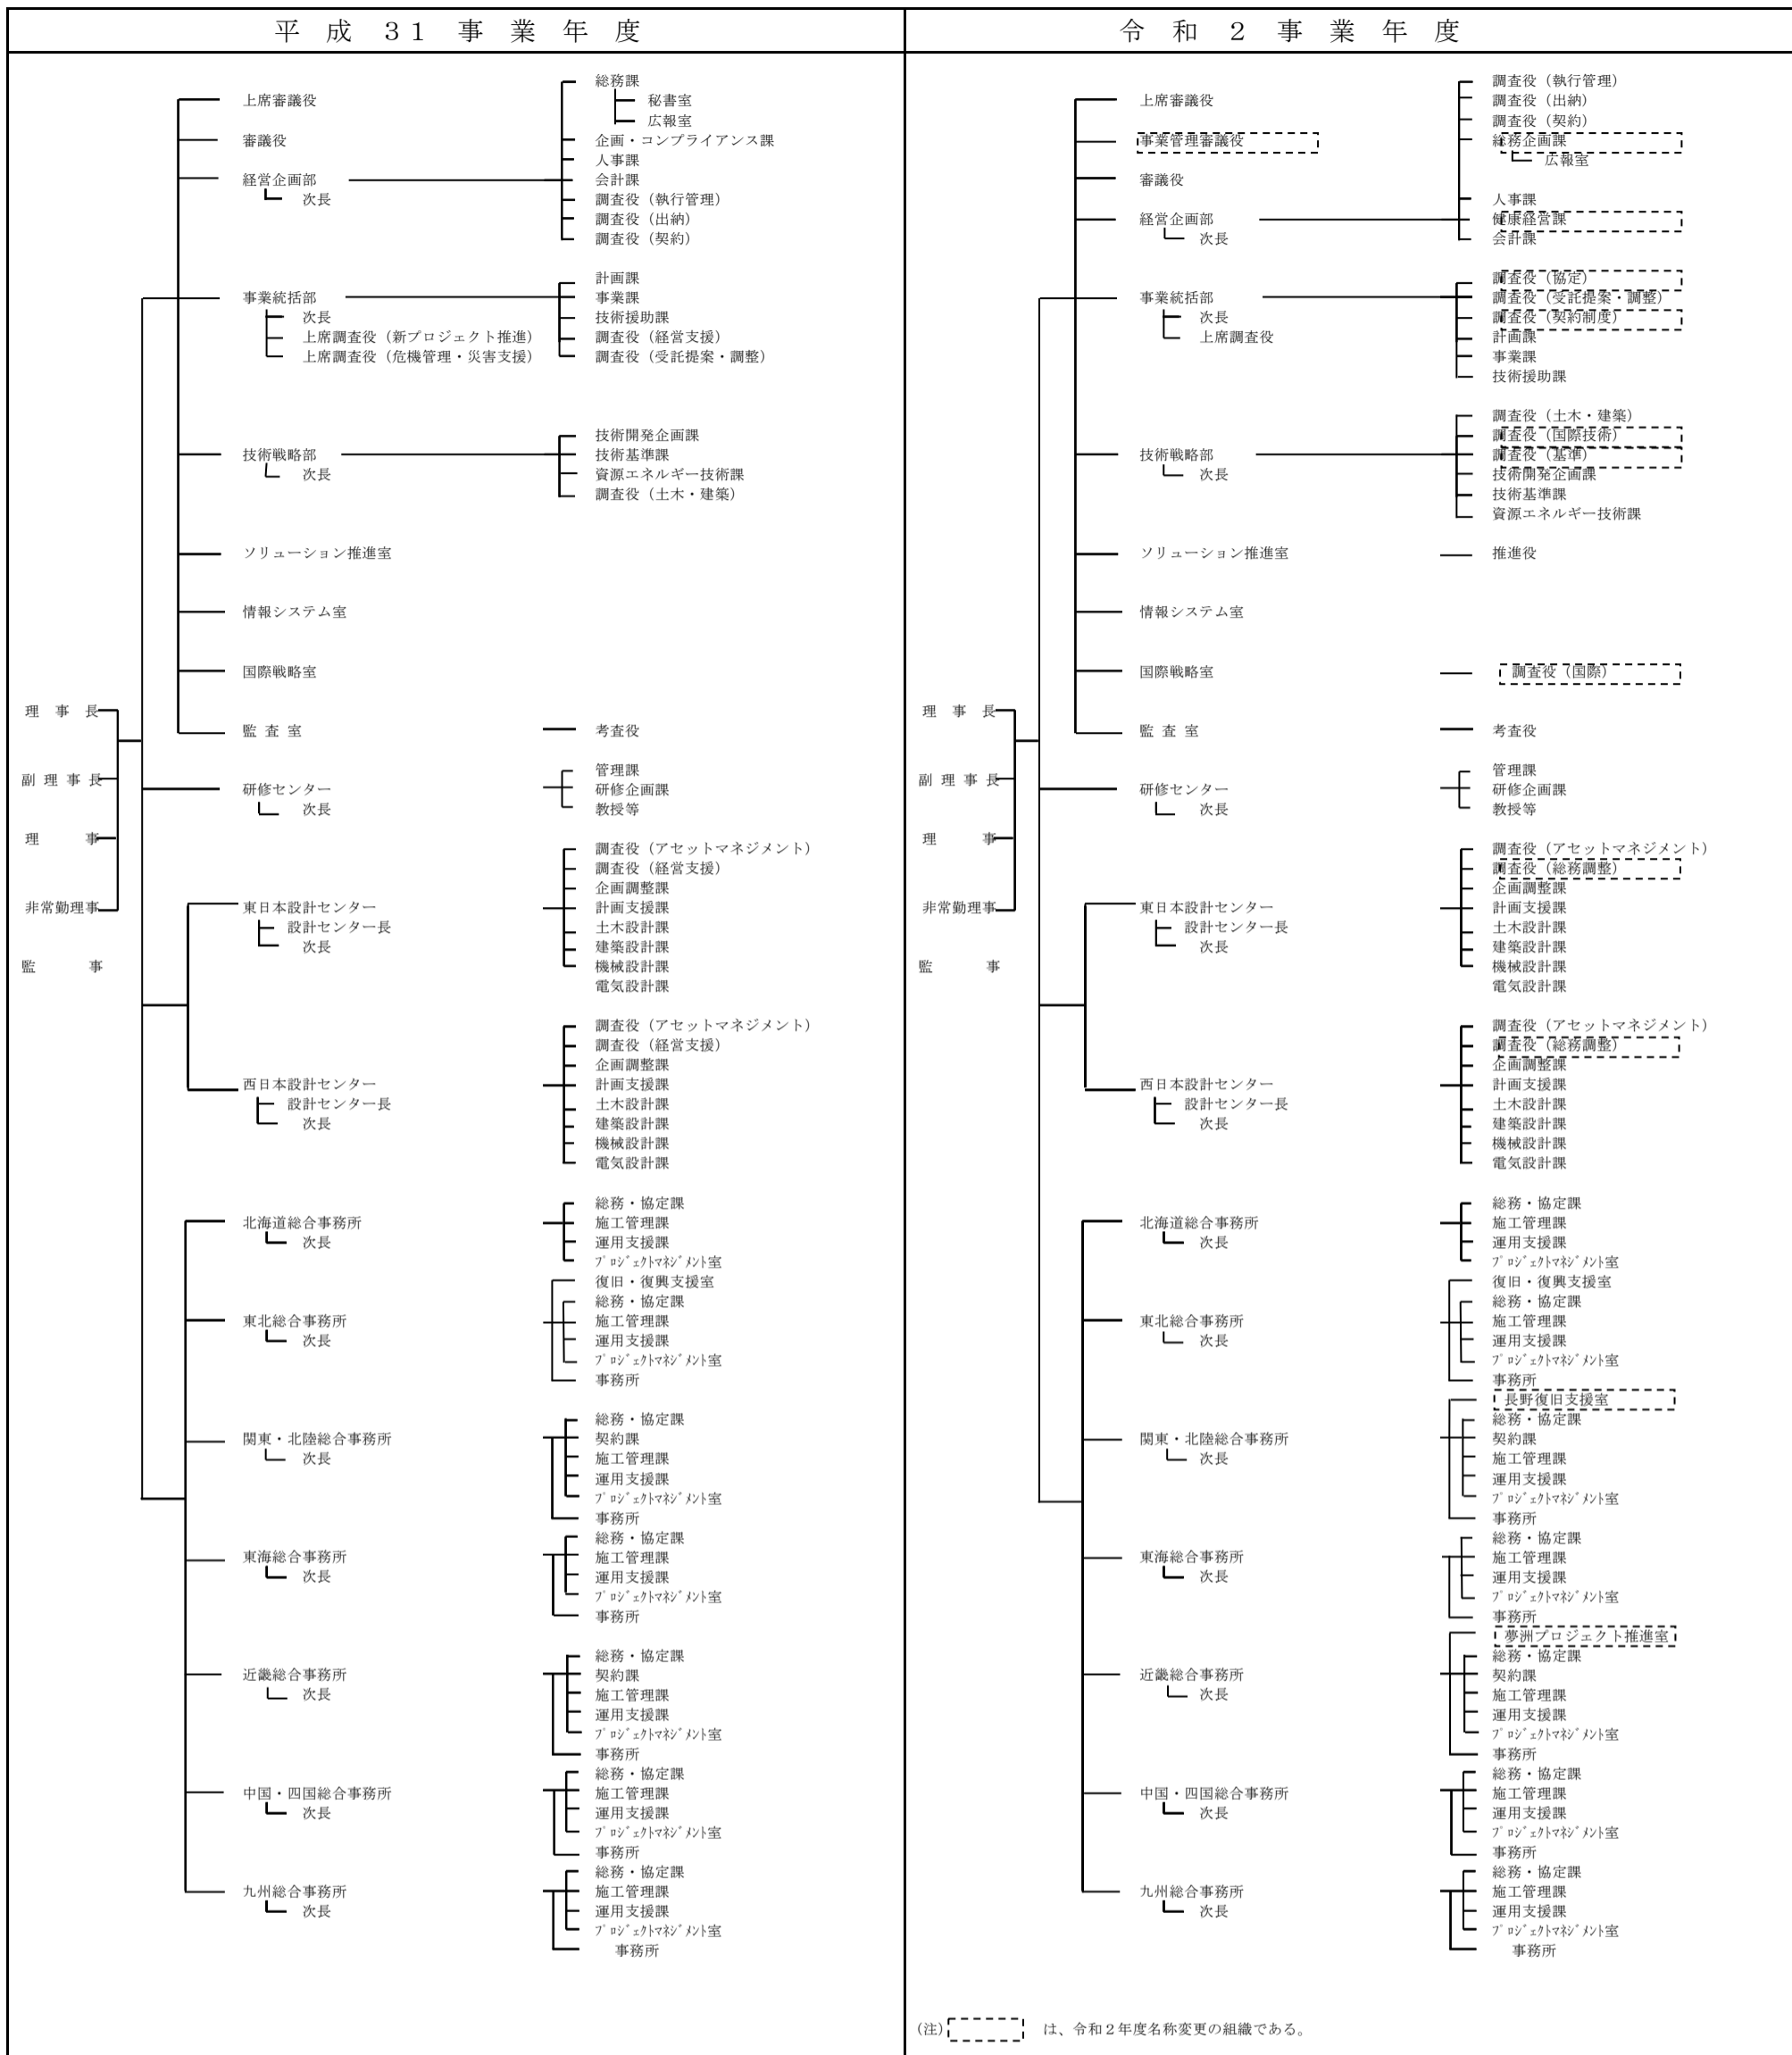 平成３１事業年度
上席審議役
審議役
経営企画部
次長
総務課
秘書室
広報室
企画・コンプライアンス課
人事課
会計課
調査役（執行管理）
調査役（出納）
調査役（契約）
事業統括部
次長
上席調査役（新プロジェクト推進）
上席調査役（危機管理・災害支援）
計画課
事業課
技術援助課
調査役（経営支援）
調査役（受託提案・調整）
技術戦略部
次長
技術開発企画課
技術基準課
資源エネルギー技術課
調査役（土木・建築）
ソリューション推進室
情報システム室
国際戦略室
理事長
副理事長
理事
非常勤理事
監事
監査室
考査役
研修センター
次長
管理課
研修企画課
教授等
東日本設計センター
設計センター長
次長
調査役（アセットマネジメント）
調査役（経営支援）
企画調整課
計画支援課
土木設計課
建築設計課
機械設計課
電気設計課
西日本設計センター
設計センター長
次長
調査役（アセットマネジメント）
調査役（経営支援）
企画調整課
計画支援課
土木設計課
建築設計課
機械設計課
電気設計課
北海道総合事務所
次長
総務・協定課
施工管理課
運用支援課
ﾌﾟﾛｼﾞｪｸﾄﾏﾈｼﾞﾒﾝﾄ室
東北総合事務所
次長
復旧・復興支援室
総務・協定課
施工管理課
運用支援課
ﾌﾟﾛｼﾞｪｸﾄﾏﾈｼﾞﾒﾝﾄ室
事務所
関東・北陸総合事務所
次長
総務・協定課
契約課
施工管理課
運用支援課
ﾌﾟﾛｼﾞｪｸﾄﾏﾈｼﾞﾒﾝﾄ室
事務所
東海総合事務所
次長
総務・協定課
施工管理課
運用支援課
ﾌﾟﾛｼﾞｪｸﾄﾏﾈｼﾞﾒﾝﾄ室
事務所
近畿総合事務所
次長
総務・協定課
契約課
施工管理課
運用支援課
ﾌﾟﾛｼﾞｪｸﾄﾏﾈｼﾞﾒﾝﾄ室
事務所
中国・四国総合事務所
次長
総務・協定課
施工管理課
運用支援課
ﾌﾟﾛｼﾞｪｸﾄﾏﾈｼﾞﾒﾝﾄ室
事務所
九州総合事務所
次長
総務・協定課
施工管理課
運用支援課
ﾌﾟﾛｼﾞｪｸﾄﾏﾈｼﾞﾒﾝﾄ室
事務所
令和２事業年度
上席審議役
事業管理審議役
審議役
経営企画部
次長
調査役（執行管理）
調査役（出納）
調査役（契約）
総務企画課
広報室
人事課
健康経営課
会計課
事業統括部
次長
上席調査役
調査役（協定）
調査役（受託提案・調整）
調査役（契約制度）
計画課
事業課
技術援助課
技術戦略部
次長
調査役（土木・建築）
調査役（国際技術）
調査役（基準）
技術開発企画課
技術基準課
資源エネルギー技術課
ソリューション推進室
推進役
情報システム室
国際戦略室
調査役（国際）
理事長
副理事長
理事
非常勤理事
監事
監査室
考査役
研修センター
次長
管理課
研修企画課
教授等
東日本設計センター
設計センター長
次長
調査役（アセットマネジメント）
調査役（総務調整）
企画調整課
計画支援課
土木設計課
建築設計課
機械設計課
電気設計課
西日本設計センター
設計センター長
次長
調査役（アセットマネジメント）
調査役（総務調整）
企画調整課
計画支援課
土木設計課
建築設計課
機械設計課
電気設計課
北海道総合事務所
次長
総務・協定課
施工管理課
運用支援課
ﾌﾟﾛｼﾞｪｸﾄﾏﾈｼﾞﾒﾝﾄ室
東北総合事務所
次長
復旧・復興支援室
総務・協定課
施工管理課
運用支援課
ﾌﾟﾛｼﾞｪｸﾄﾏﾈｼﾞﾒﾝﾄ室
事務所
関東・北陸総合事務所
次長
長野復旧支援室
総務・協定課
契約課
施工管理課
運用支援課
ﾌﾟﾛｼﾞｪｸﾄﾏﾈｼﾞﾒﾝﾄ室
事務所
東海総合事務所
次長
総務・協定課
施工管理課
運用支援課
ﾌﾟﾛｼﾞｪｸﾄﾏﾈｼﾞﾒﾝﾄ室
事務所
近畿総合事務所
次長
夢洲プロジェクト推進室
総務・協定課
契約課
施工管理課
運用支援課
ﾌﾟﾛｼﾞｪｸﾄﾏﾈｼﾞﾒﾝﾄ室
事務所
中国・四国総合事務所
次長
総務・協定課
施工管理課
運用支援課
ﾌﾟﾛｼﾞｪｸﾄﾏﾈｼﾞﾒﾝﾄ室
事務所
九州総合事務所
次長
総務・協定課
施工管理課
運用支援課
ﾌﾟﾛｼﾞｪｸﾄﾏﾈｼﾞﾒﾝﾄ室
事務所
（注）　は、令和２年度名称変更の組織である。